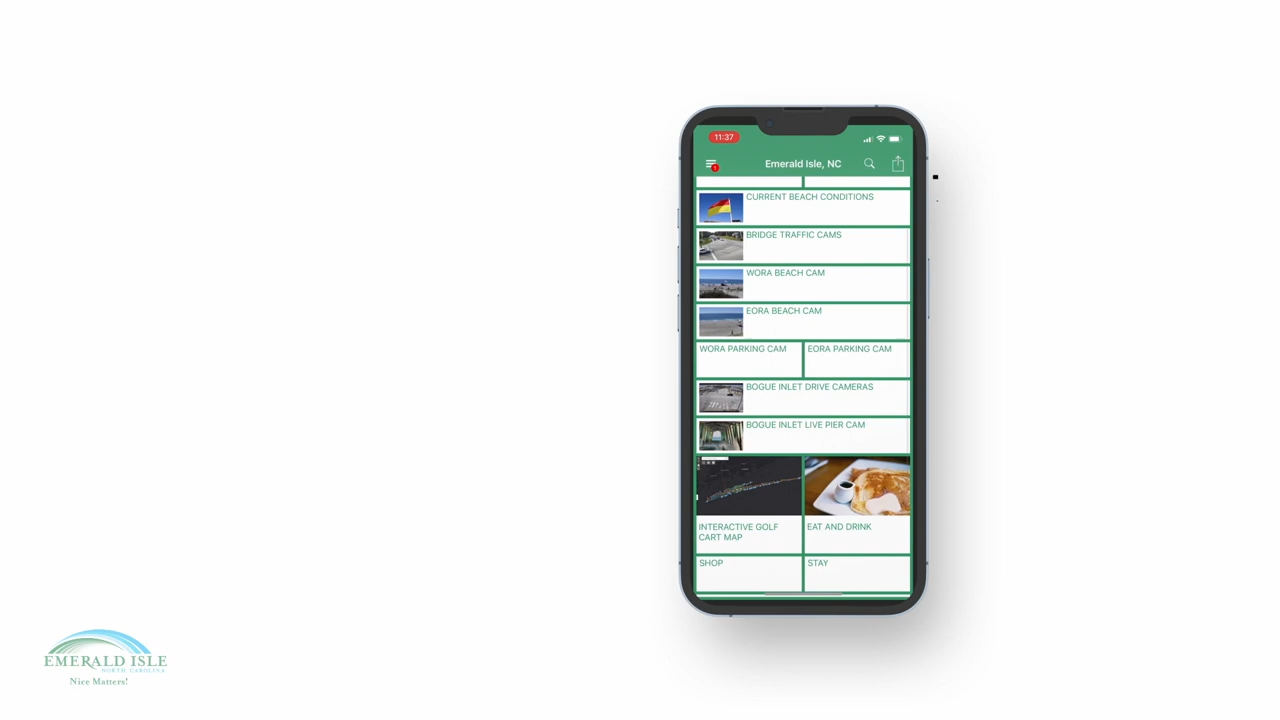 11:37
Emerald Isle, NC
1
CURRENT BEACH CONDITIONS
BRIDGE TRAFFIC CAMS
WORA BEACH CAM
EORA BEACH CAM
WORA PARKING CAM
EORA PARKING CAM
BOGUE INLET DRIVE CAMERAS
BOGUE INLET LIVE PIER CAM
INTERACTIVE GOLF
CART MAP
EAT AND DRINK
SHOP
STAY
EMERALD ISLE
NORTH CAROLINA
Nice Matters!